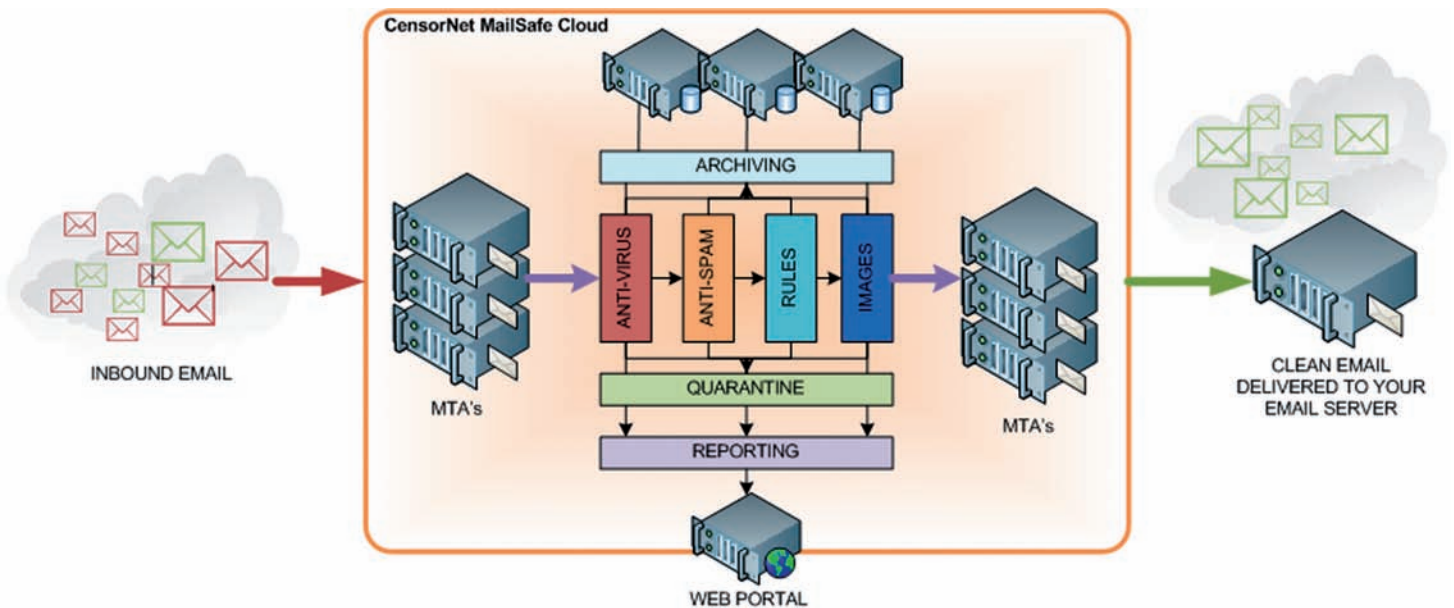 CensorNet MailSafe Cloud
ARCHIVING
ANTI-VIRUS
ANTI-SPAM
RULES
IMAGES
QUARANTINE
REPORTING
WEB PORTAL
INBOUND EMAIL
MTA's
MTA's
CLEAN EMAIL
DELIVERED TO YOUR
EMAIL SERVER